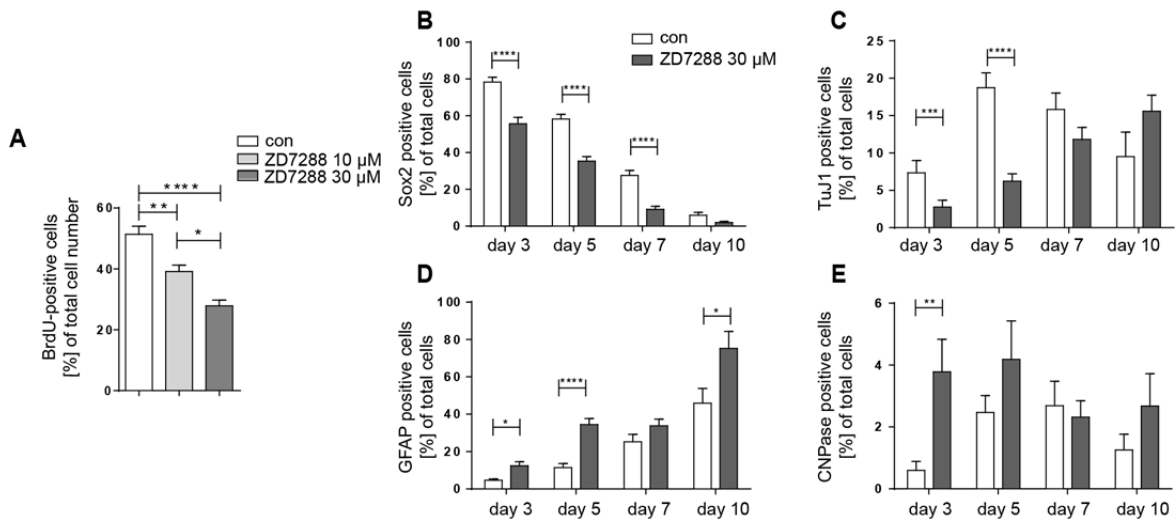 A
con
ZD7288 10 µM
ZD7288 30 µM
BrdU-positive cells
[%] of total cell number
60
40
20
0
****
**
*
B
con
ZD7288 30 µM
Sox2 positive cells
[%] of total cells
100
80
60
40
20
0
****
****
****
day 3 day 5 day 7 day 10
C
TuJ1 positive cells
[%] of total cells
25
20
15
10
5
0
***
****
day 3 day 5 day 7 day 10
D
GFAP positive cells
[%] of total cells
100
80
60
40
20
0
*
****
*
day 3 day 5 day 7 day 10
E
CNPase positive cells
[%] of total cells
6
4
2
0
**
day 3 day 5 day 7 day 10